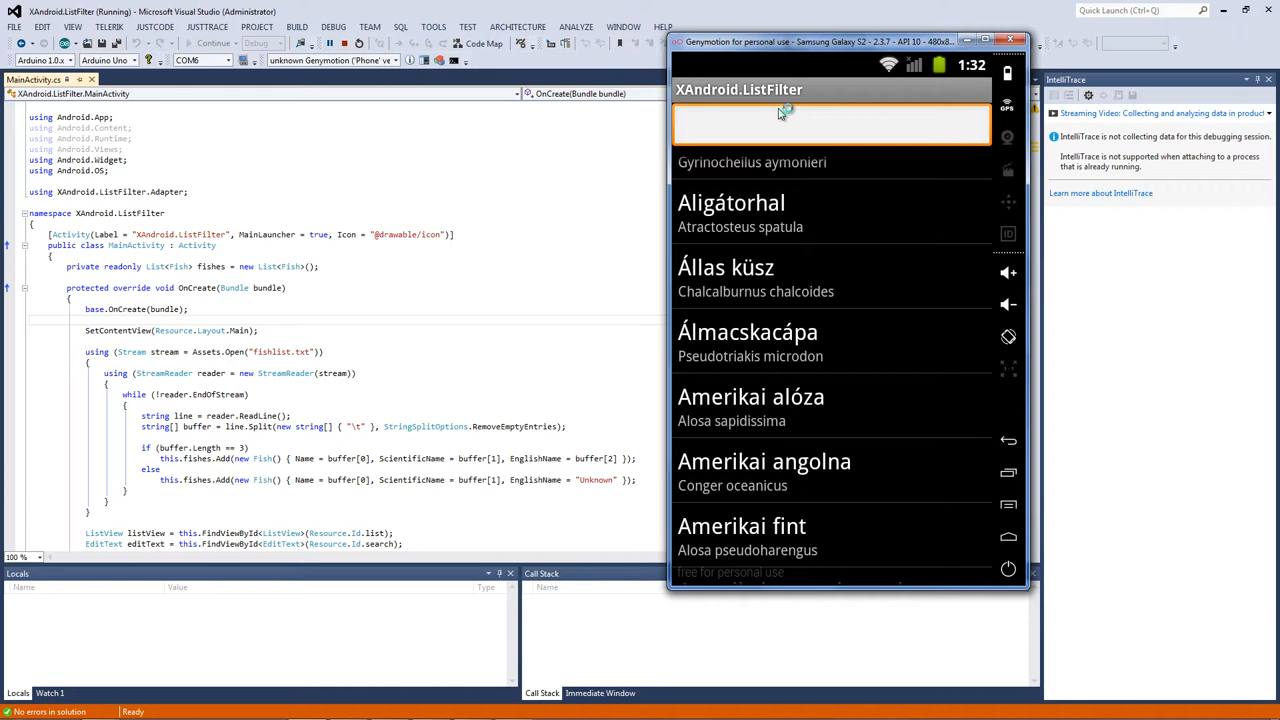 XAndroid.ListFilter (Running) - Microsoft Visual Studio (Administrator)
Quick Launch (Ctrl+Q)
FILE EDIT VIEW TELERIK JUSTCODE JUSTTRACE PROJECT BUILD DEBUG TEAM SQL TOOLS TEST ARCHITECTURE ANALYZE WINDOW HELP
Continue Debug Code Map
Arduino 1.0.x Arduino Uno COM6 unknown Genymotion ('Phone' ve
MainActivity.cs
XAndroid.ListFilter.MainActivity OnCreate(Bundle bundle)
using Android.App;
using Android.Content;
using Android.Runtime;
using Android.Views;
using Android.Widget;
using Android.OS;
using XAndroid.ListFilter.Adapter;
namespace XAndroid.ListFilter
{
[Activity(Label = "XAndroid.ListFilter", MainLauncher = true, Icon = "@drawable/icon")]
public class MainActivity : Activity
{
private readonly List<Fish> fishes = new List<Fish>();
protected override void OnCreate(Bundle bundle)
{
base.OnCreate(bundle);
SetContentView(Resource.Layout.Main);
using (Stream stream = Assets.Open("fishlist.txt"))
{
using (StreamReader reader = new StreamReader(stream))
{
while (!reader.EndOfStream)
{
string line = reader.ReadLine();
string[] buffer = line.Split(new string[] { "\t" }, StringSplitOptions.RemoveEmptyEntries);
if (buffer.Length == 3)
this.fishes.Add(new Fish() { Name = buffer[0], ScientificName = buffer[1], EnglishName = buffer[2] });
else
this.fishes.Add(new Fish() { Name = buffer[0], ScientificName = buffer[1], EnglishName = "Unknown" });
}
}
}
ListView listView = this.FindViewById<ListView>(Resource.Id.list);
EditText editText = this.FindViewById<EditText>(Resource.Id.search);
100 %
Genymotion for personal use - Samsung Galaxy S2 - 2.3.7 - API 10 - 480x8...
1:32
XAndroid.ListFilter
Gyrinocheilus aymonieri
Aligátorhal
Atractosteus spatula
Állas küsz
Chalcalburnus chalcoides
Álmacskacápa
Pseudotriakis microdon
Amerikai alóza
Alosa sapidissima
Amerikai angolna
Conger oceanicus
Amerikai fint
Alosa pseudoharengus
free for personal use
GPS
ID
IntelliTrace
Streaming Video: Collecting and analyzing data in product
IntelliTrace is not collecting data for this debugging session.
IntelliTrace is not supported when attaching to a process
that is already running.
Learn more about IntelliTrace
Locals
Name Value Type
Call Stack
Name
Locals Watch 1
Call Stack Immediate Window
No errors in solution Ready